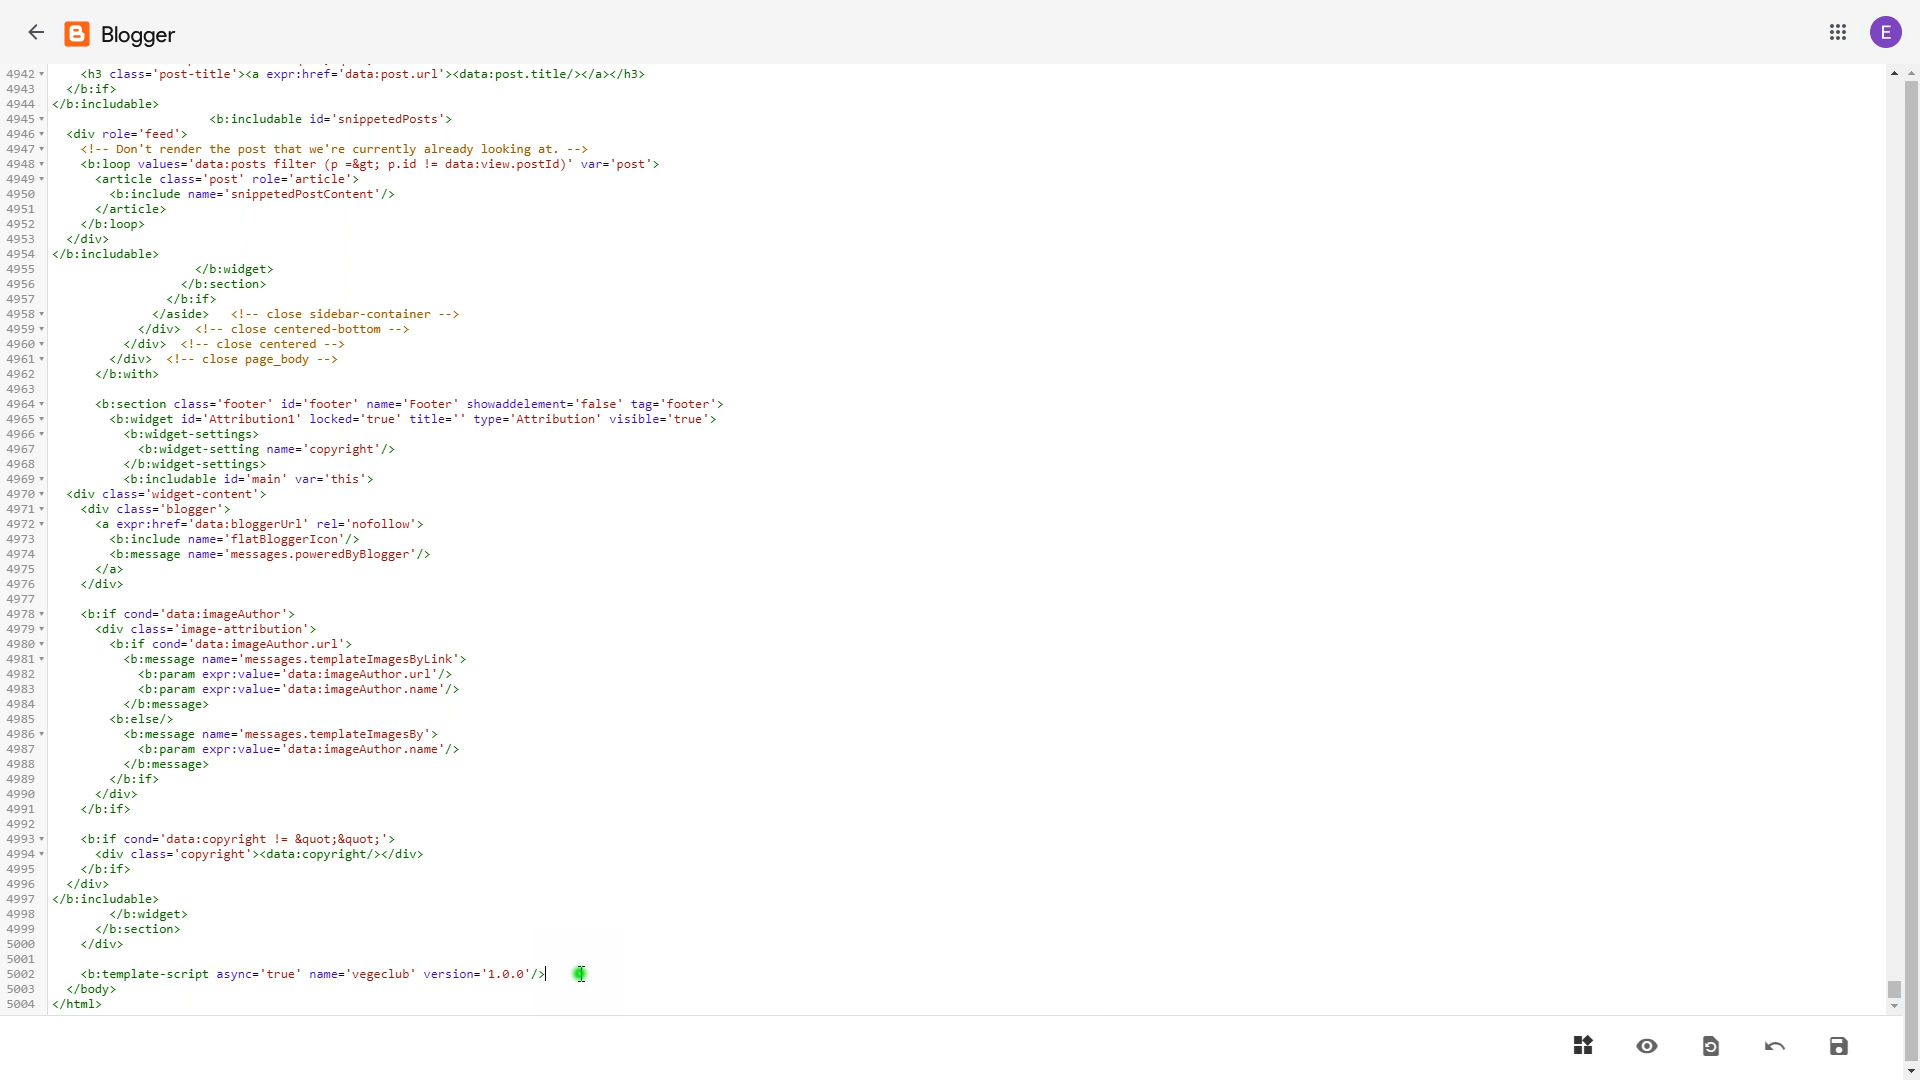 Blogger
E
4942 <h3 class='post-title'><a expr:href='data:post.url'><data:post.title/></a></h3>
4943 </b:if>
4944 </b:includable>
4945 <b:includable id='snippetedPosts'>
4946 <div role='feed'>
4947 <!-- Don't render the post that we're currently already looking at. -->
4948 <b:loop values='data:posts filter (p =&gt; p.id != data:view.postId)' var='post'>
4949 <article class='post' role='article'>
4950 <b:include name='snippetedPostContent'/>
4951 </article>
4952 </b:loop>
4953 </div>
4954 </b:includable>
4955 </b:widget>
4956 </b:section>
4957 </b:if>
4958 </aside> <!-- close sidebar-container -->
4959 </div> <!-- close centered-bottom -->
4960 </div> <!-- close centered -->
4961 </div> <!-- close page_body -->
4962 </b:with>
4963
4964 <b:section class='footer' id='footer' name='Footer' showaddelement='false' tag='footer'>
4965 <b:widget id='Attribution1' locked='true' title='' type='Attribution' visible='true'>
4966 <b:widget-settings>
4967 <b:widget-setting name='copyright'/>
4968 </b:widget-settings>
4969 <b:includable id='main' var='this'>
4970 <div class='widget-content'>
4971 <div class='blogger'>
4972 <a expr:href='data:bloggerUrl' rel='nofollow'>
4973 <b:include name='flatBloggerIcon'/>
4974 <b:message name='messages.poweredByBlogger'/>
4975 </a>
4976 </div>
4977
4978 <b:if cond='data:imageAuthor'>
4979 <div class='image-attribution'>
4980 <b:if cond='data:imageAuthor.url'>
4981 <b:message name='messages.templateImagesByLink'>
4982 <b:param expr:value='data:imageAuthor.url'/>
4983 <b:param expr:value='data:imageAuthor.name'/>
4984 </b:message>
4985 <b:else/>
4986 <b:message name='messages.templateImagesBy'>
4987 <b:param expr:value='data:imageAuthor.name'/>
4988 </b:message>
4989 </b:if>
4990 </div>
4991 </b:if>
4992
4993 <b:if cond='data:copyright != &quot;&quot;'>
4994 <div class='copyright'><data:copyright/></div>
4995 </b:if>
4996 </div>
4997 </b:includable>
4998 </b:widget>
4999 </b:section>
5000 </div>
5001
5002 <b:template-script async='true' name='vegeclub' version='1.0.0'/>
5003 </body>
5004 </html>